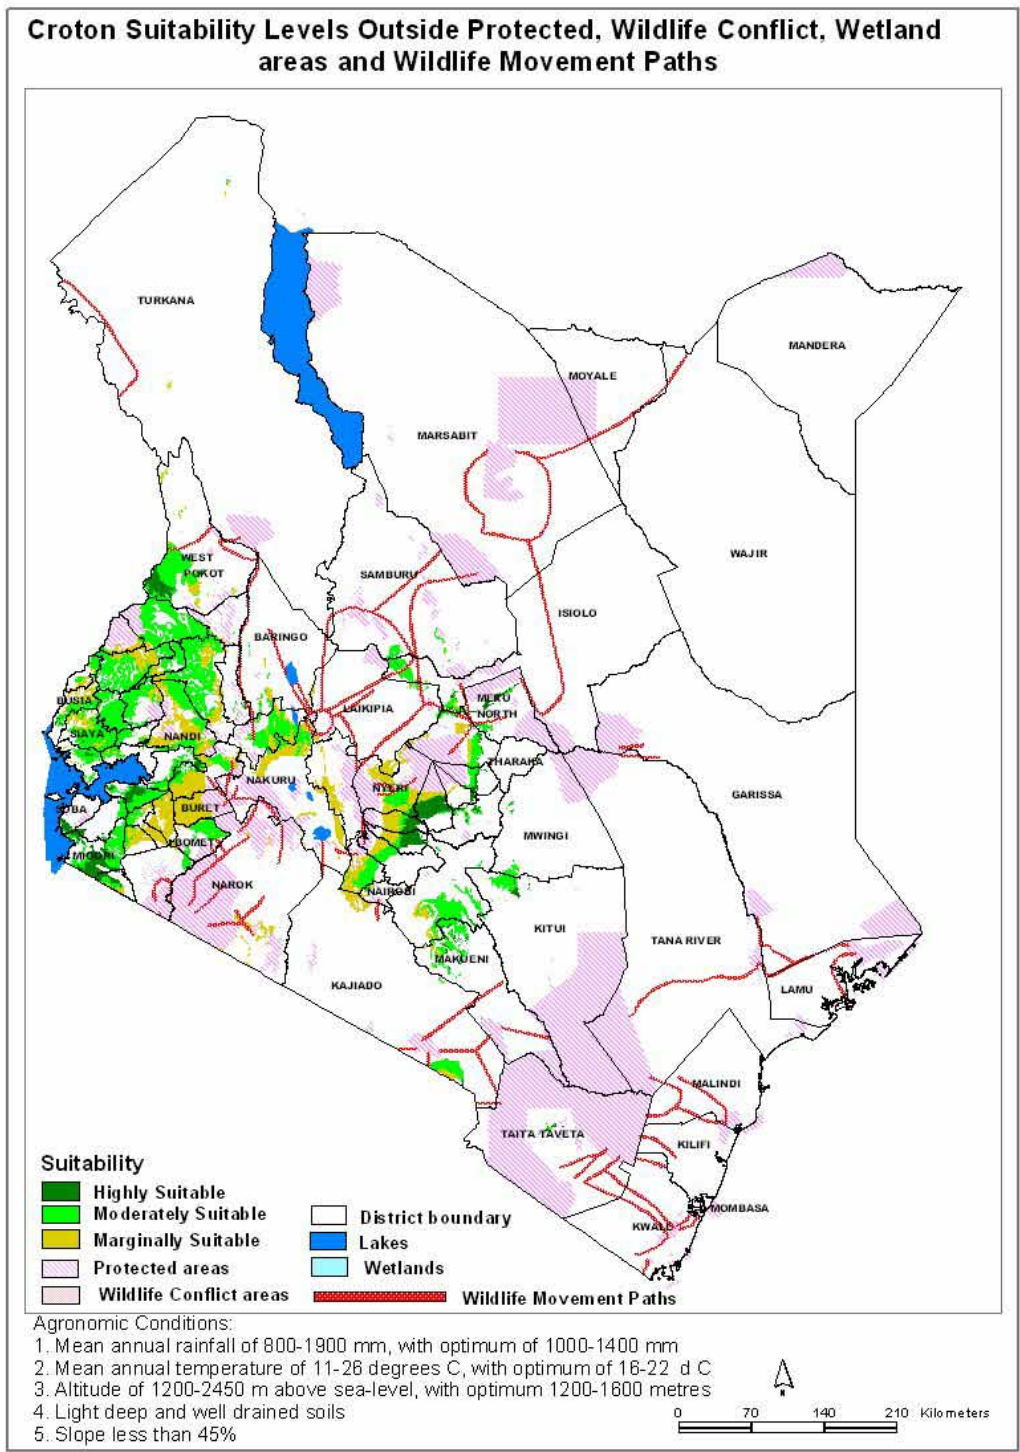 Croton Suitability Levels Outside Protected, Wildlife Conflict, Wetland
areas and Wildlife Movement Paths
TURKANA
MANDERA
MOYALE
MARSABIT
WAJIR
WEST
POKOT
SAMBURU
ISIOLO
BARINGO
BUSIA
MERU
NORTH
LAIKIPIA
SIAYA
NANDI
THARAKA
NAKURU
NYERI
GARISSA
BURET
MWINGI
BOMET
MIGORI
NAROK
NAIROBI
KITUI
TANA RIVER
MAKUENI
KAJIADO
LAMU
MALINDI
TAITA TAVETA
KILIFI
MOMBASA
KWALE
Suitability
Highly Suitable
Moderately Suitable
Marginally Suitable
Protected areas
Wildlife Conflict areas
District boundary
Lakes
Wetlands
Wildlife Movement Paths
Agronomic Conditions:
1. Mean annual rainfall of 800-1900 mm, with optimum of 1000-1400 mm
2. Mean annual temperature of 11-26 degrees C, with optimum of 16-22 d C
3. Altitude of 1200-2450 m above sea-level, with optimum 1200-1600 metres
4. Light deep and well drained soils
5. Slope less than 45%
N
0 70 140 210 Kilometers